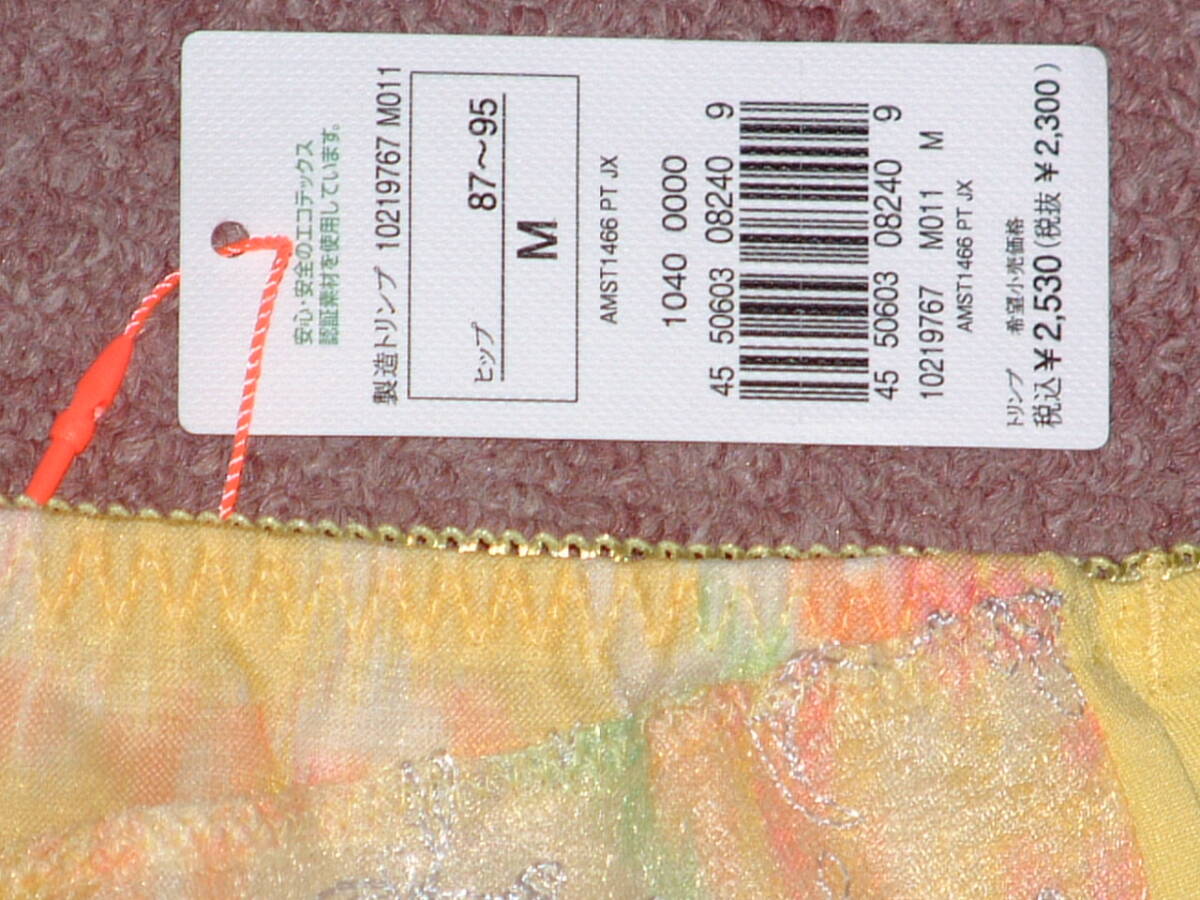 安心・安全のエコテックス
認証素材を使用しています。
製造トリンプ 10219767 M011
ヒップ 87～95
M
AMST1466 PT JX
1040 0000
45 50603 08240 9
45 50603 08240 9
10219767 M011 M
AMST1466 PT JX
トリンプ 希望小売価格
税込￥2,530(税抜￥2,300)